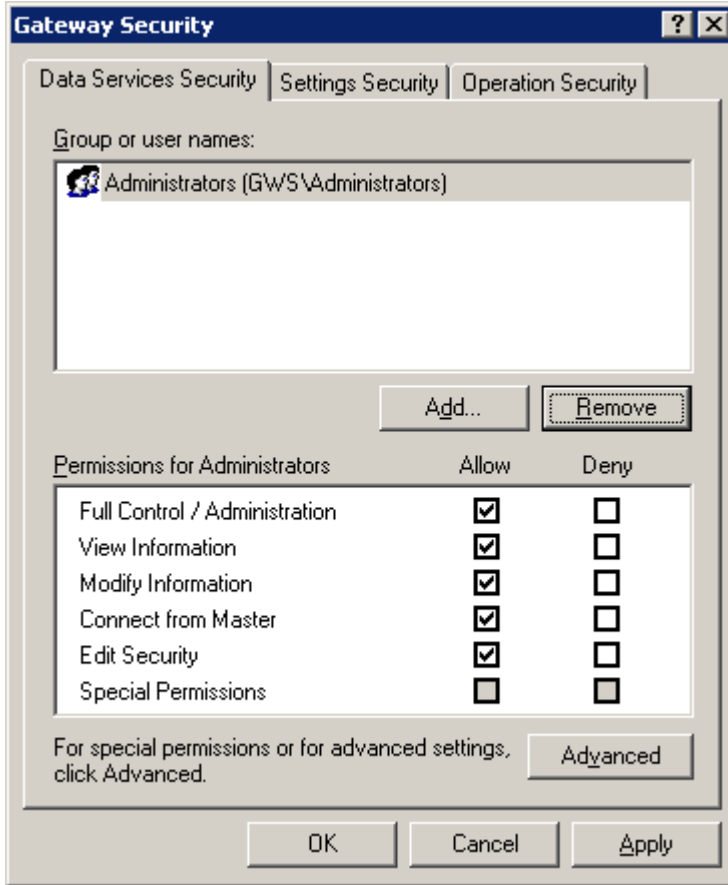 Gateway Security
Data Services Security Settings Security Operation Security
Group or user names:
Administrators (GWS\Administrators)
Add... Remove
Permissions for Administrators Allow Deny
Full Control / Administration
View Information
Modify Information
Connect from Master
Edit Security
Special Permissions
For special permissions or for advanced settings,
click Advanced.
Advanced
OK Cancel Apply